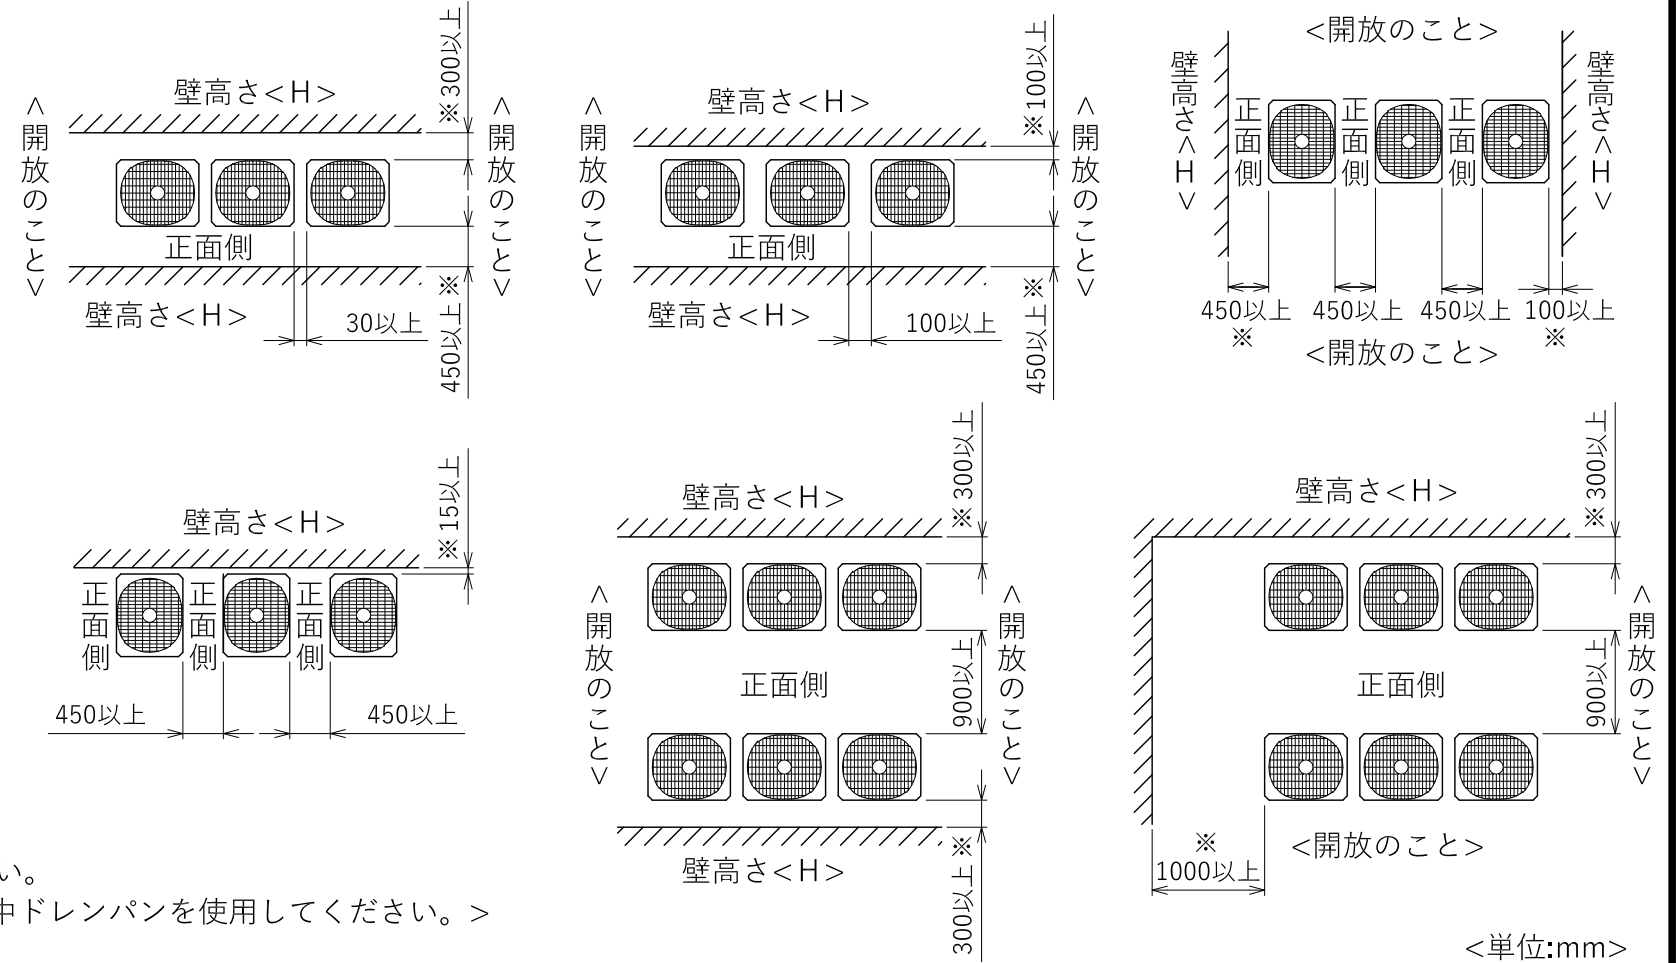 ※300以上
壁高さ<H>
<開放のこと>
<開放のこと>
正面側
壁高さ<H>
30以上
450以上※
※100以上
壁高さ<H>
<開放のこと>
<開放のこと>
正面側
壁高さ<H>
100以上
450以上※
<開放のこと>
壁高さ<H>
壁高さ<H>
正面側
正面側
正面側
450以上
※
450以上
450以上
100以上
※
<開放のこと>
※15以上
壁高さ<H>
正面側
正面側
正面側
450以上
450以上
※300以上
壁高さ<H>
<開放のこと>
<開放のこと>
正面側
900以上
壁高さ<H>
300以上※
※300以上
壁高さ<H>
正面側
900以上
<開放のこと>
※
1000以上
<開放のこと>
い。
中ドレンパンを使用してください。>
<単位:mm>